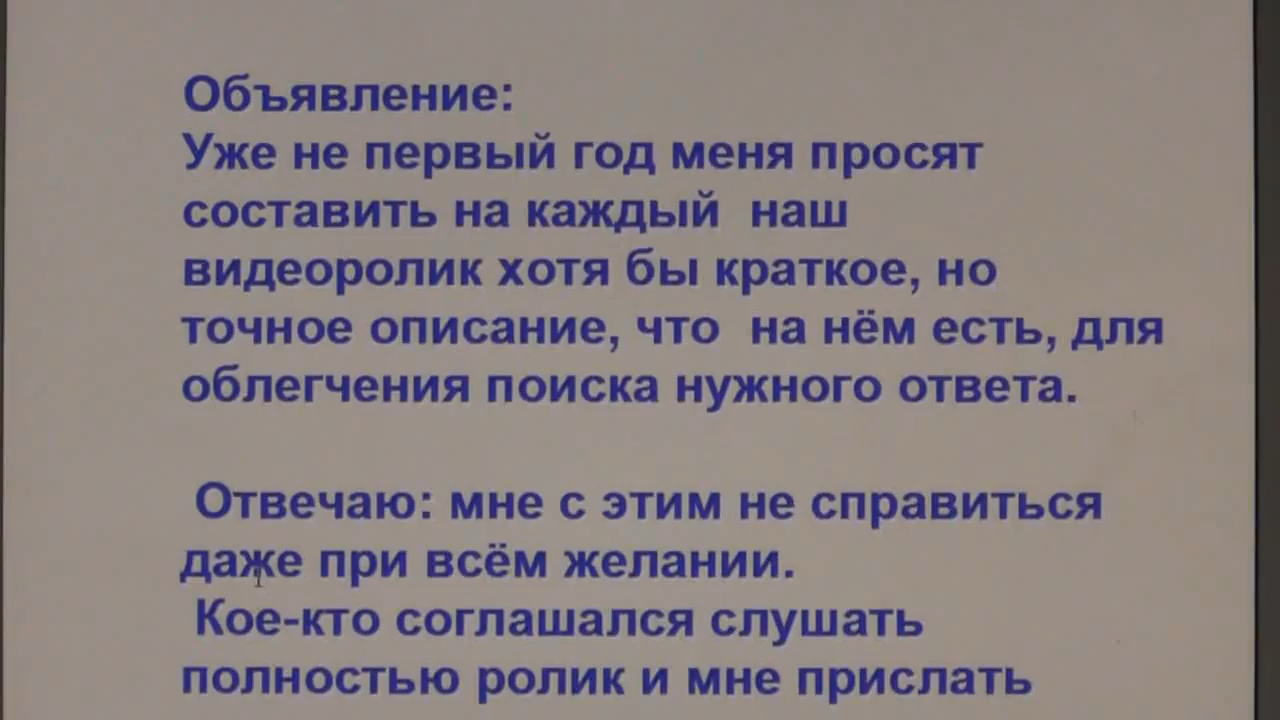 Объявление:
Уже не первый год меня просят
составить на каждый наш
видеоролик хотя бы краткое, но
точное описание, что на нём есть, для
облегчения поиска нужного ответа.
Отвечаю: мне с этим не справиться
даже при всём желании.
Кое-кто соглашался слушать
полностью ролик и мне прислать